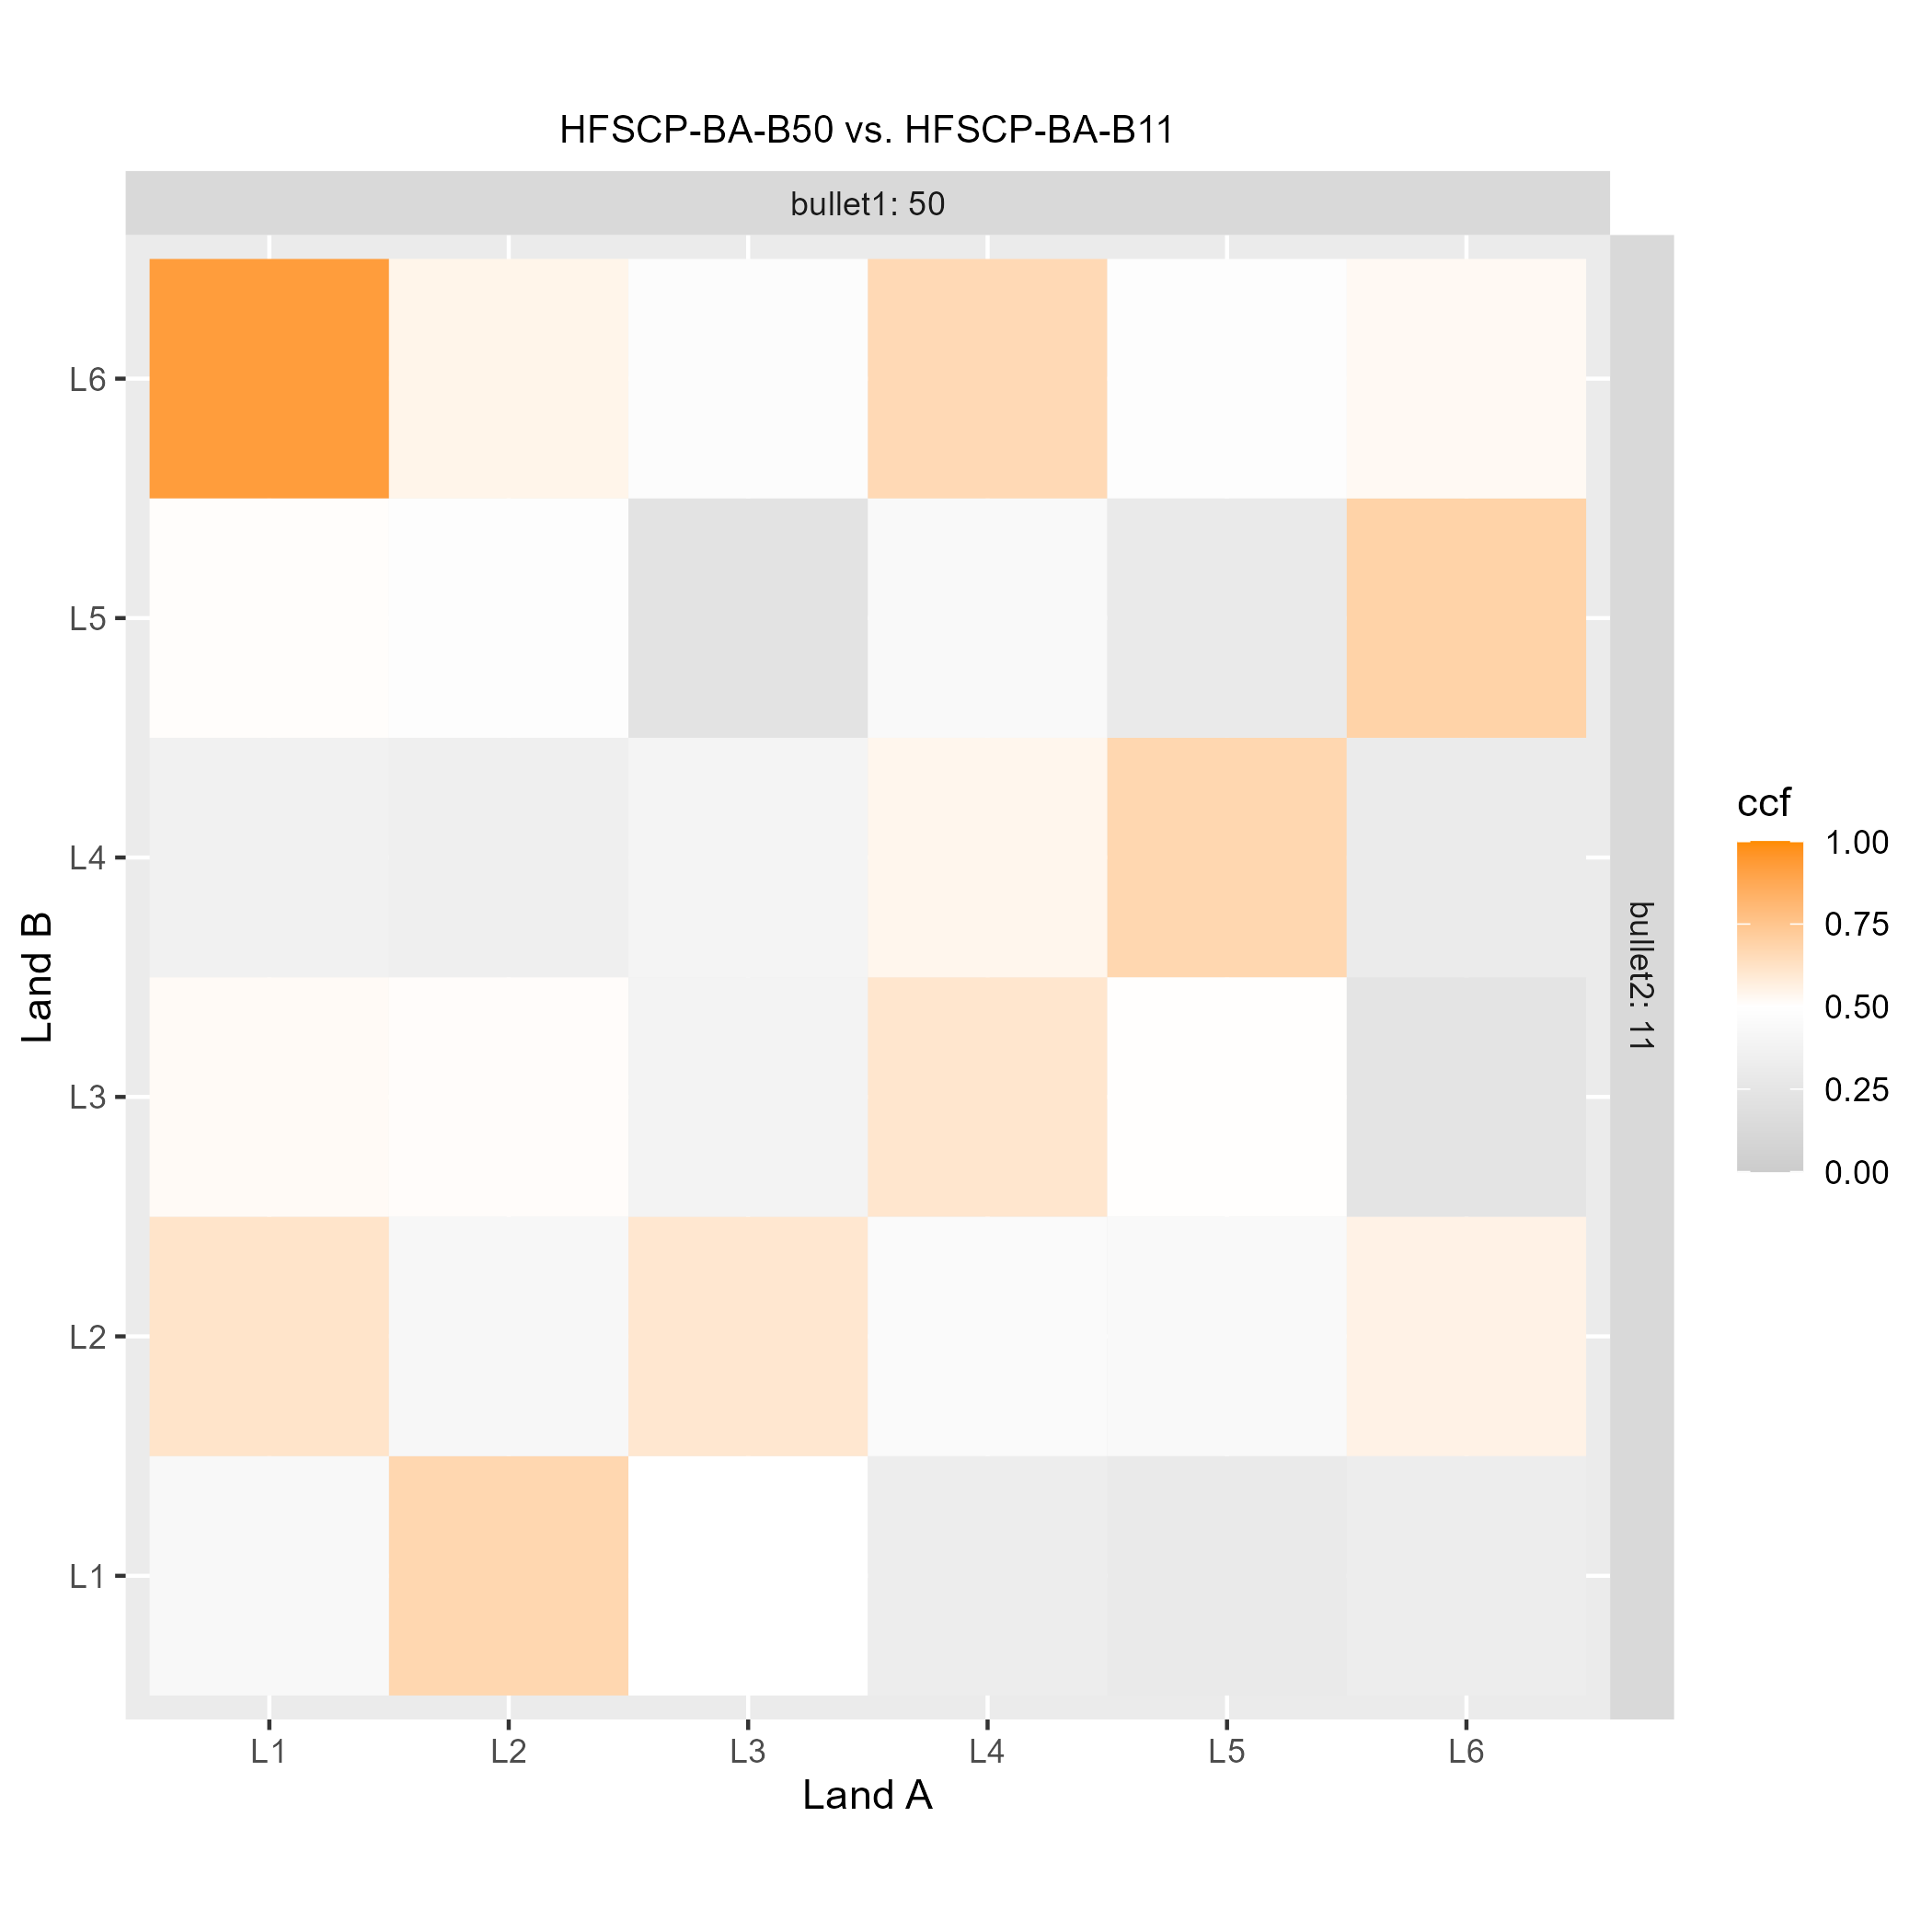 HFSCP-BA-B50 vs. HFSCP-BA-B11
bullet1: 50
L6
L5
L4
L3
L2
L1
Land B
bullet2: 11
L1 L2 L3 L4 L5 L6
Land A
ccf
1.00
0.75
0.50
0.25
0.00